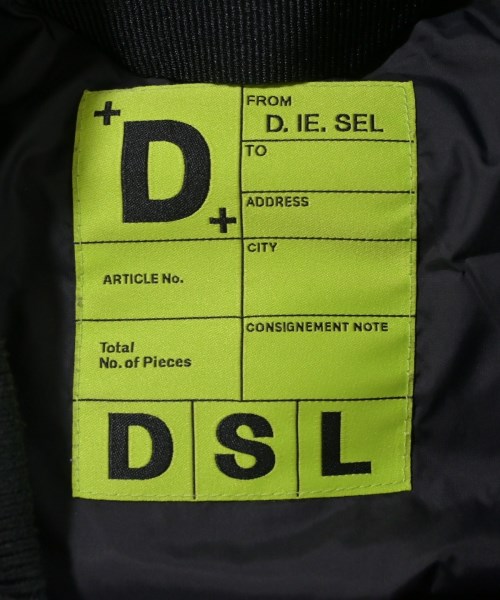 +
D
+
FROM
D. IE. SEL
TO
ADDRESS
CITY
ARTICLE No.
CONSIGNEMENT NOTE
Total
No. of Pieces
D S L